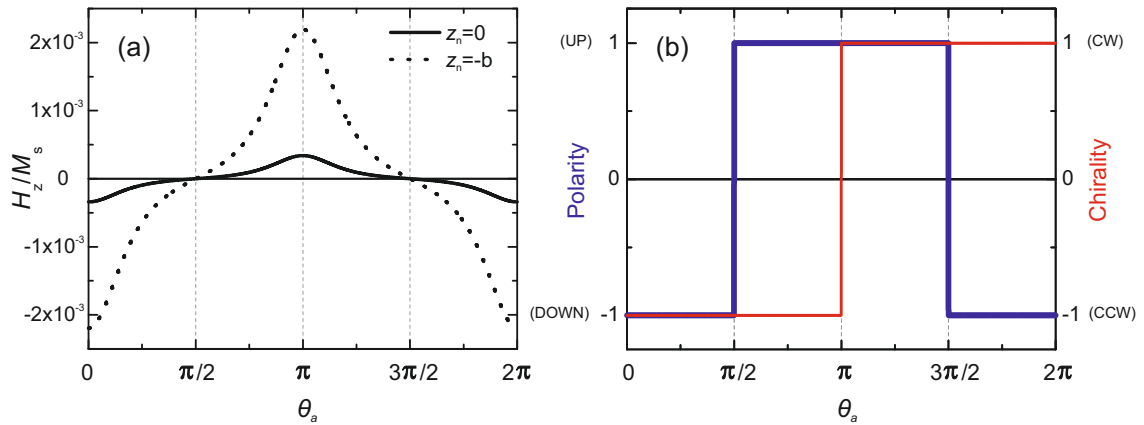 (a)
z_n=0
z_n=-b
2x10⁻³
1x10⁻³
0
-1x10⁻³
-2x10⁻³
H_z/M_s
0 π/2 π 3π/2 2π
θ_a
(b)
(UP) 1
0
(DOWN) -1
Polarity
1 (CW)
0
-1 (CCW)
Chirality
0 π/2 π 3π/2 2π
θ_a